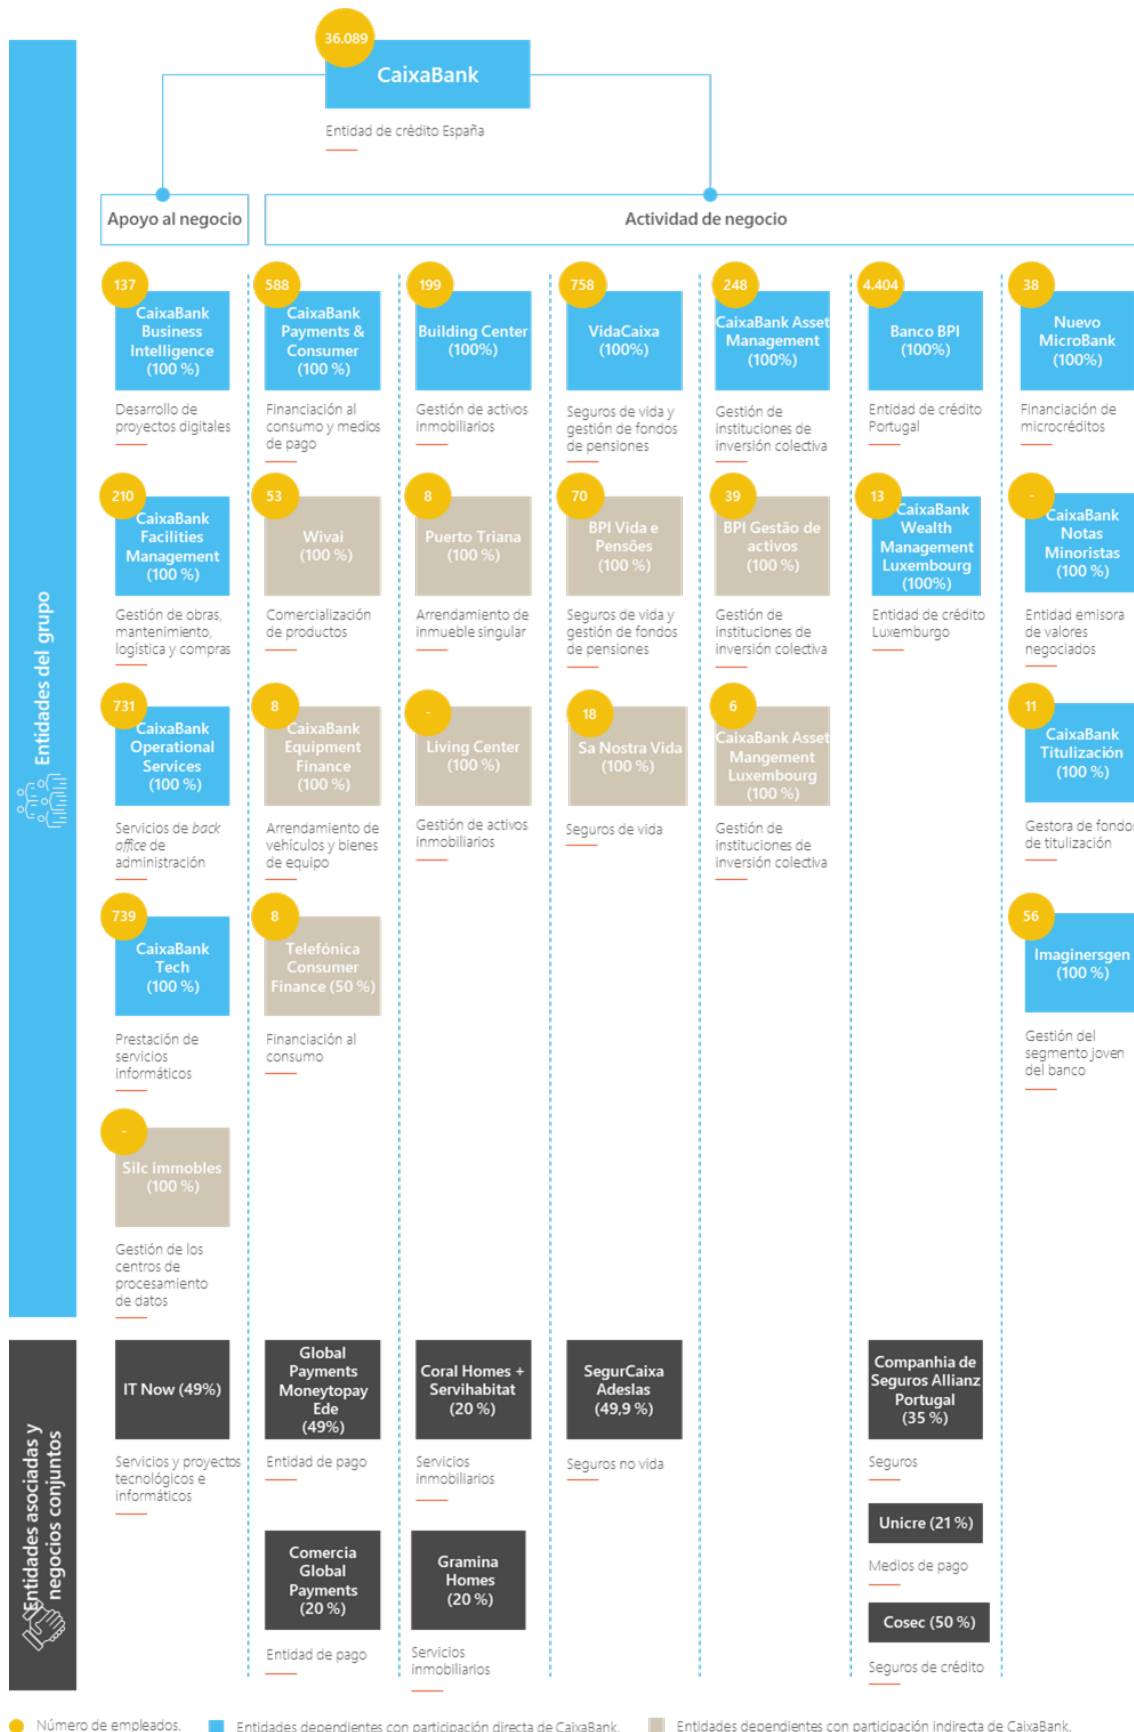 36.089
CaixaBank
Entidad de crédito España
Apoyo al negocio
Actividad de negocio
Entidades del grupo
137
CaixaBank
Business
Intelligence
(100 %)
Desarrollo de
proyectos digitales
588
CaixaBank
Payments &
Consumer
(100 %)
Financiación al
consumo y medios
de pago
199
Building Center
(100%)
Gestión de activos
inmobiliarios
758
VidaCaixa
(100%)
Seguros de vida y
gestión de fondos
de pensiones
248
CaixaBank Asset
Management
(100%)
Gestión de
instituciones de
inversión colectiva
4.404
Banco BPI
(100%)
Entidad de crédito
Portugal
38
Nuevo
MicroBank
(100%)
Financiación de
microcréditos
210
CaixaBank
Facilities
Management
(100 %)
Gestión de obras,
mantenimiento,
logística y compras
53
Wivai
(100 %)
Comercialización
de productos
8
Puerto Triana
(100 %)
Arrendamiento de
inmueble singular
70
BPI Vida e
Pensões
(100 %)
Seguros de vida y
gestión de fondos
de pensiones
39
BPI Gestão de
activos
(100 %)
Gestión de
instituciones de
inversión colectiva
13
CaixaBank
Wealth
Management
Luxembourg
(100%)
Entidad de crédito
Luxemburgo
-
CaixaBank
Notas
Minoristas
(100 %)
Entidad emisora
de valores
negociados
731
CaixaBank
Operational
Services
(100 %)
Servicios de back
office de
administración
8
CaixaBank
Equipment
Finance
(100 %)
Arrendamiento de
vehículos y bienes
de equipo
-
Living Center
(100 %)
Gestión de activos
inmobiliarios
18
Sa Nostra Vida
(100 %)
Seguros de vida
6
CaixaBank Asset
Mangement
Luxembourg
(100 %)
Gestión de
instituciones de
inversión colectiva
11
CaixaBank
Titulización
(100 %)
Gestora de fondos
de titulización
739
CaixaBank
Tech
(100 %)
Prestación de
servicios
informáticos
8
Telefónica
Consumer
Finance (50 %)
Financiación al
consumo
56
Imaginersgen
(100 %)
Gestión del
segmento joven
del banco
-
Silc immobles
(100 %)
Gestión de los
centros de
procesamiento
de datos
Entidades asociadas y
negocios conjuntos
IT Now (49%)
Servicios y proyectos
tecnológicos e
informáticos
Global
Payments
Moneytopay
Ede
(49%)
Entidad de pago
Coral Homes +
Servihabitat
(20 %)
Servicios
inmobiliarios
SegurCaixa
Adeslas
(49,9 %)
Seguros no vida
Companhia de
Seguros Allianz
Portugal
(35 %)
Seguros
Comercia
Global
Payments
(20 %)
Entidad de pago
Gramina
Homes
(20 %)
Servicios
inmobiliarios
Unicre (21 %)
Medios de pago
Cosec (50 %)
Seguros de crédito
Número de empleados.
Entidades dependientes con participación directa de CaixaBank.
Entidades dependientes con participación indirecta de CaixaBank.